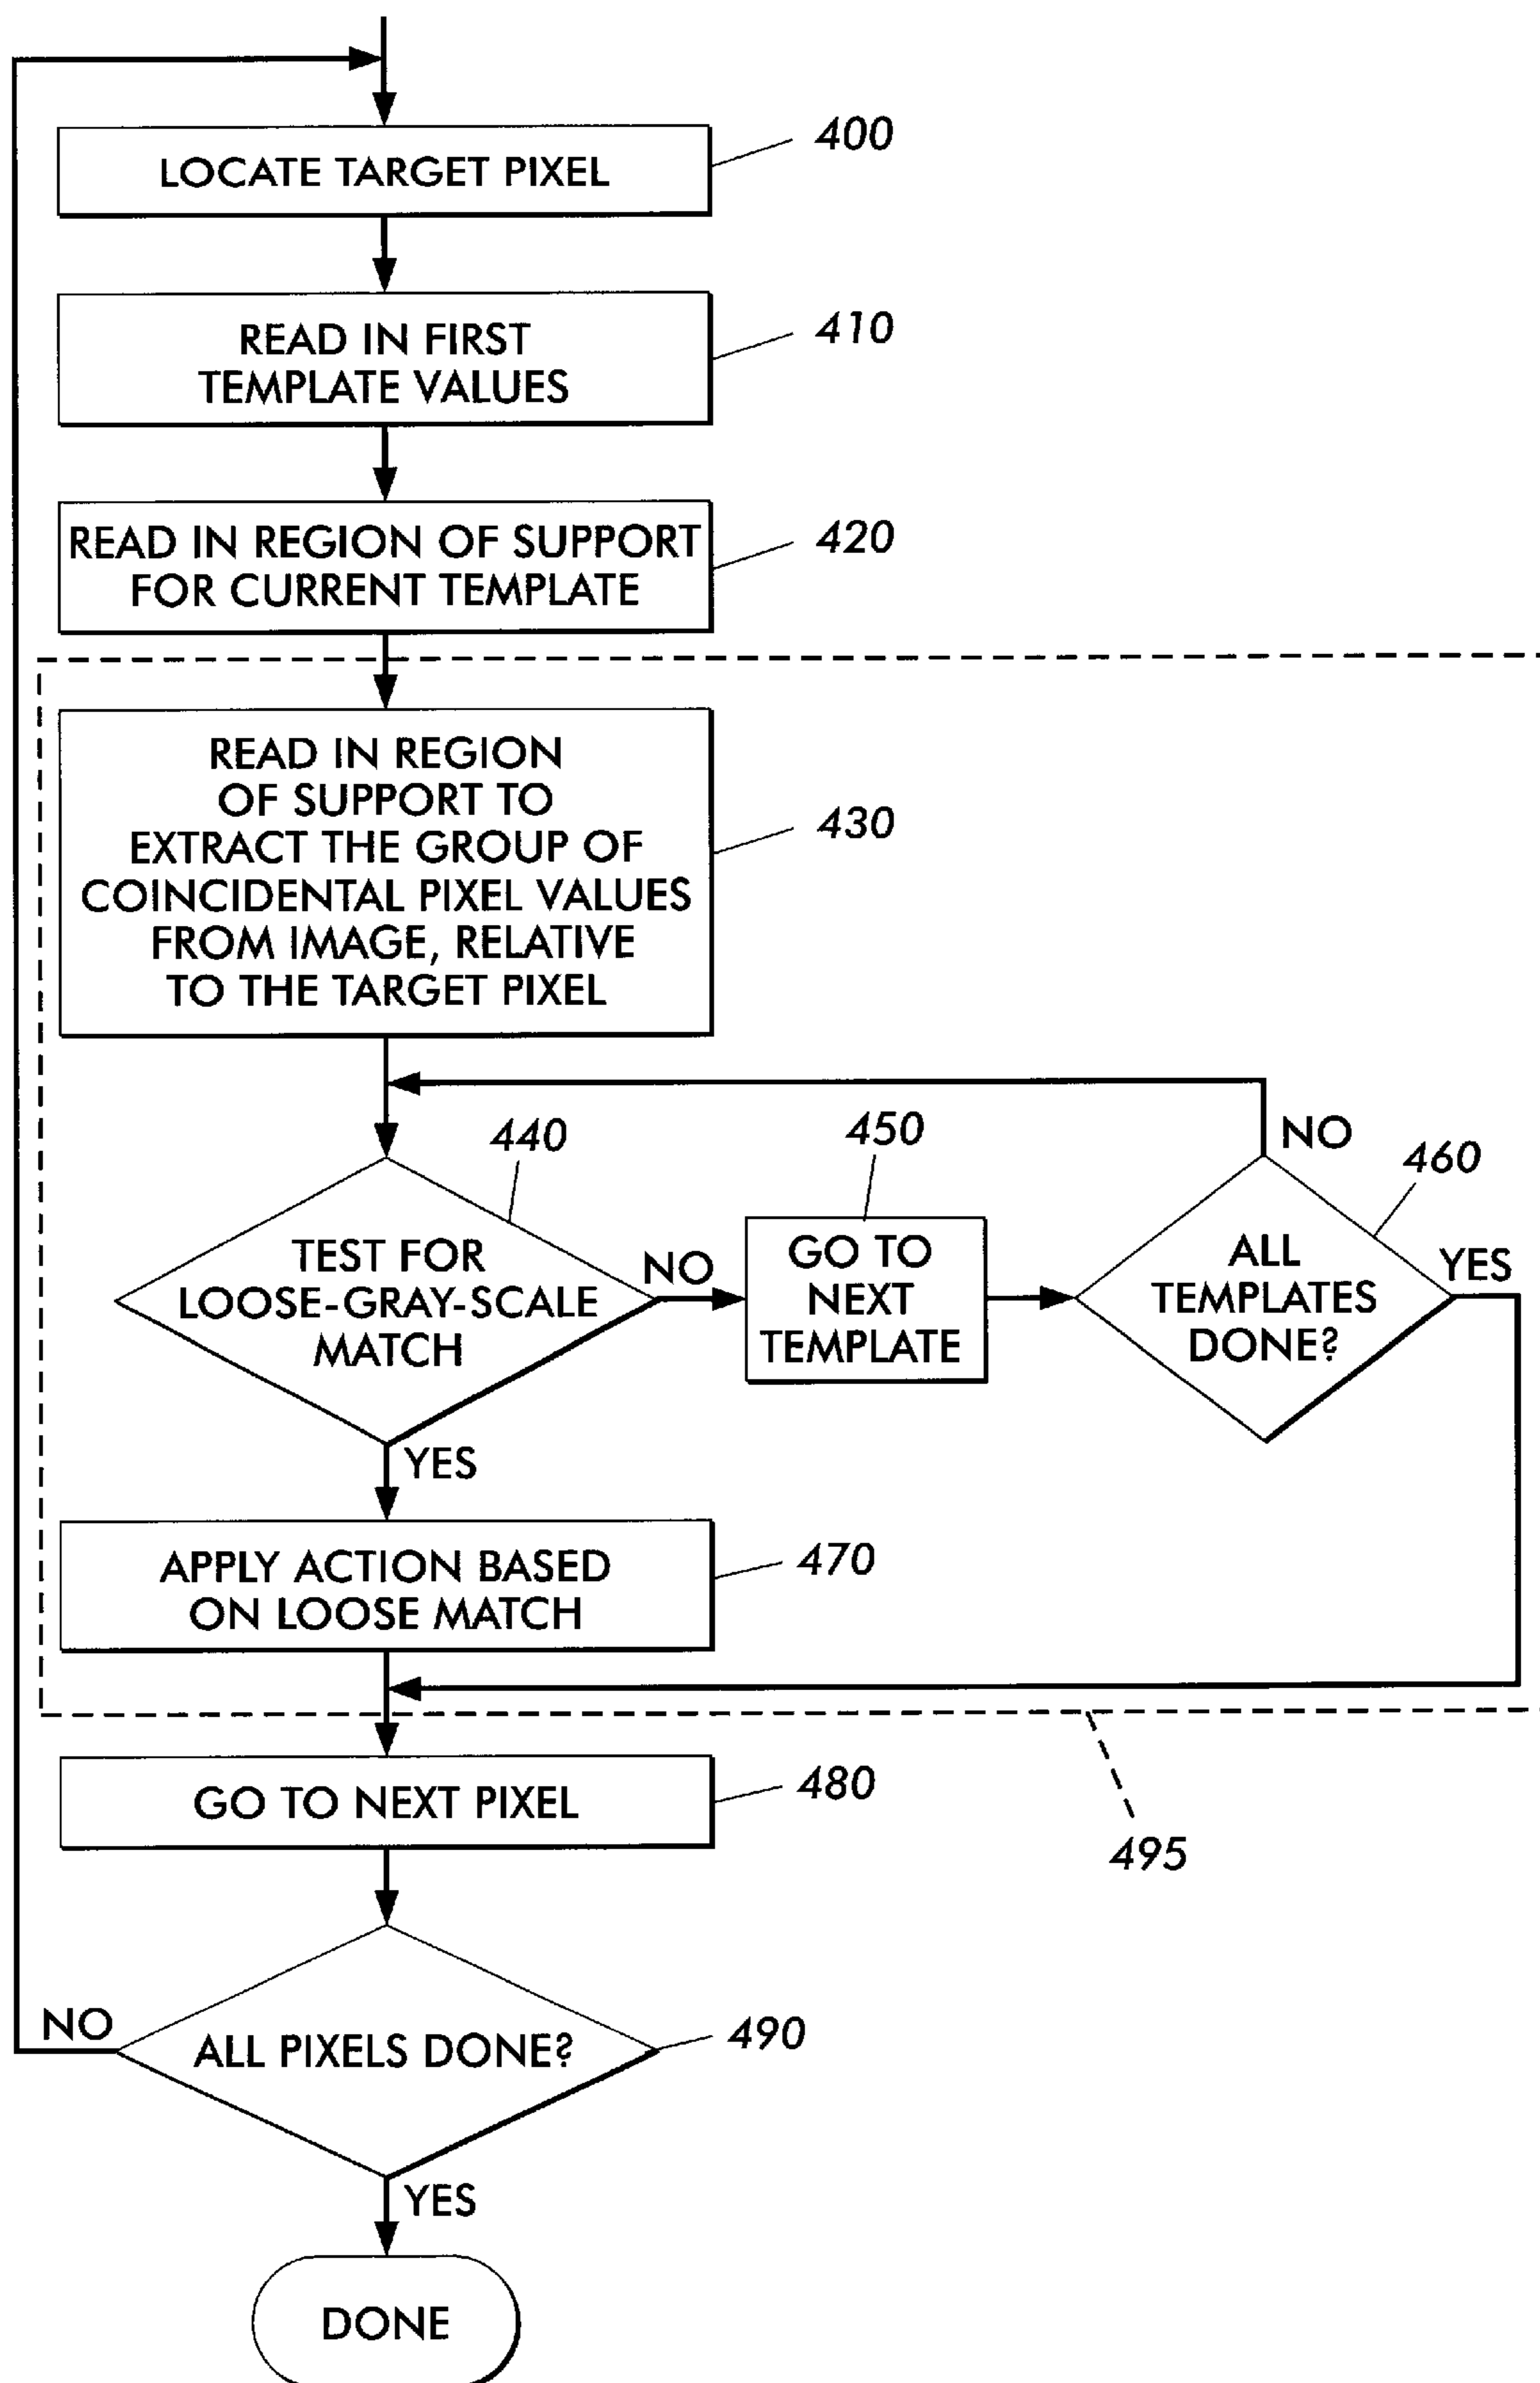 400
LOCATE TARGET PIXEL
410
READ IN FIRST
TEMPLATE VALUES
420
READ IN REGION OF SUPPORT
FOR CURRENT TEMPLATE
430
READ IN REGION
OF SUPPORT TO
EXTRACT THE GROUP OF
COINCIDENTAL PIXEL VALUES
FROM IMAGE, RELATIVE
TO THE TARGET PIXEL
440
TEST FOR
LOOSE-GRAY-SCALE
MATCH
NO
450
GO TO
NEXT
TEMPLATE
NO
460
ALL
TEMPLATES
DONE?
YES
YES
470
APPLY ACTION BASED
ON LOOSE MATCH
480
GO TO NEXT PIXEL
495
NO
490
ALL PIXELS DONE?
YES
DONE